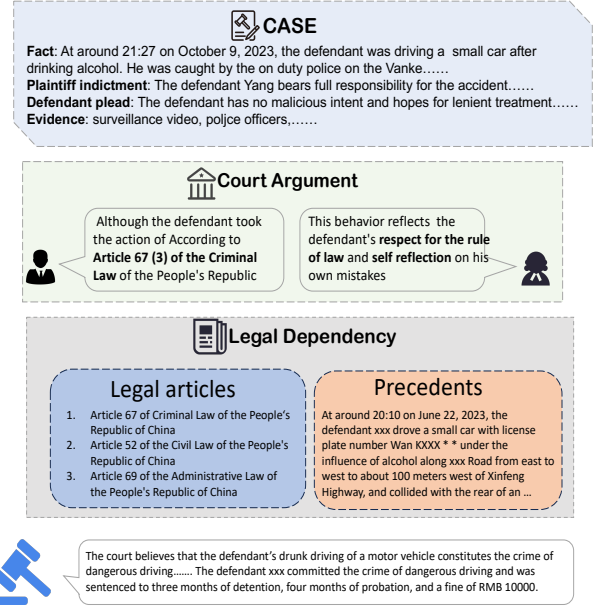 CASE
Fact: At around 21:27 on October 9, 2023, the defendant was driving a small car after
drinking alcohol. He was caught by the on duty police on the Vanke……
Plaintiff indictment: The defendant Yang bears full responsibility for the accident……
Defendant plead: The defendant has no malicious intent and hopes for lenient treatment……
Evidence: surveillance video, poljce officers,……
Court Argument
Although the defendant took
the action of According to
Article 67 (3) of the Criminal
Law of the People's Republic
This behavior reflects the
defendant's respect for the rule
of law and self reflection on his
own mistakes
Legal Dependency
Legal articles
1. Article 67 of Criminal Law of the People's
Republic of China
2. Article 52 of the Civil Law of the People's
Republic of China
3. Article 69 of the Administrative Law of
the People's Republic of China
Precedents
At around 20:10 on June 22, 2023, the
defendant xxx drove a small car with license
plate number Wan KXXX * * under the
influence of alcohol along xxx Road from east to
west to about 100 meters west of Xinfeng
Highway, and collided with the rear of an ...
The court believes that the defendant's drunk driving of a motor vehicle constitutes the crime of
dangerous driving....... The defendant xxx committed the crime of dangerous driving and was
sentenced to three months of detention, four months of probation, and a fine of RMB 10000.